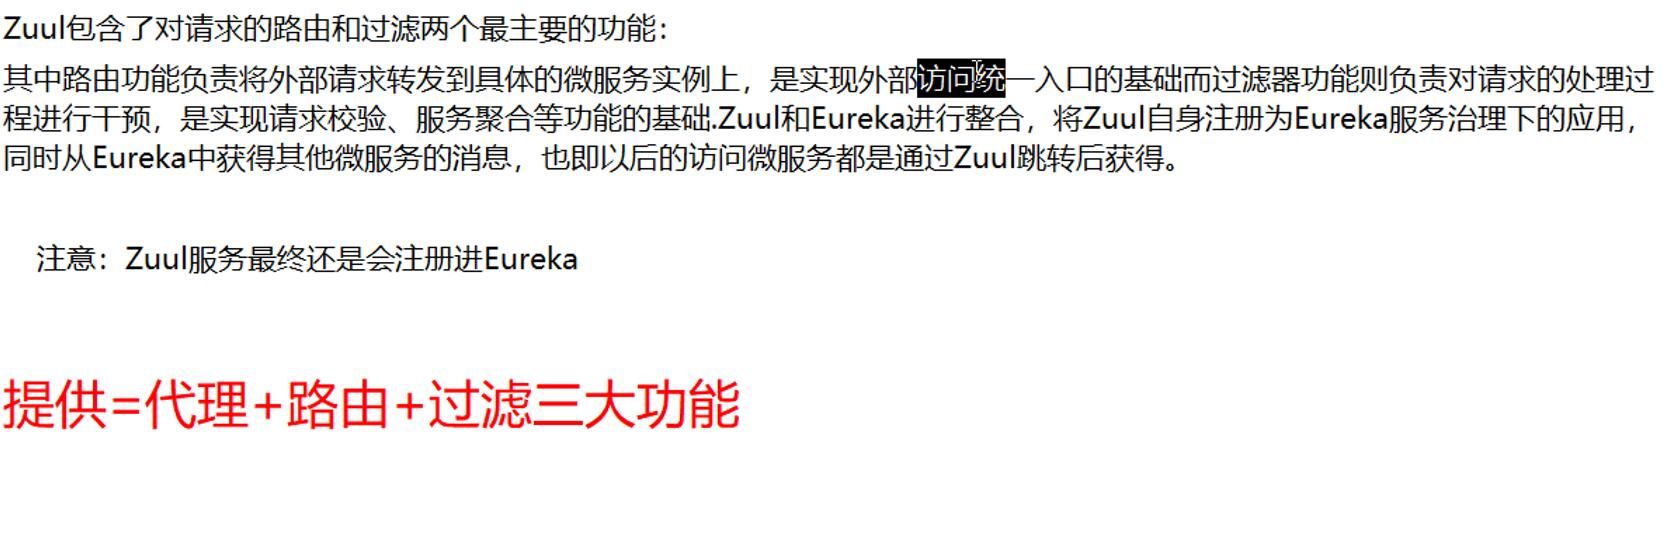 Zuul包含了对请求的路由和过滤两个最主要的功能：
其中路由功能负责将外部请求转发到具体的微服务实例上，是实现外部访问统一入口的基础而过滤器功能则负责对请求的处理过
程进行干预，是实现请求校验、服务聚合等功能的基础.Zuul和Eureka进行整合，将Zuul自身注册为Eureka服务治理下的应用，
同时从Eureka中获得其他微服务的消息，也即以后的访问微服务都是通过Zuul跳转后获得。
注意：Zuul服务最终还是会注册进Eureka
提供=代理+路由+过滤三大功能